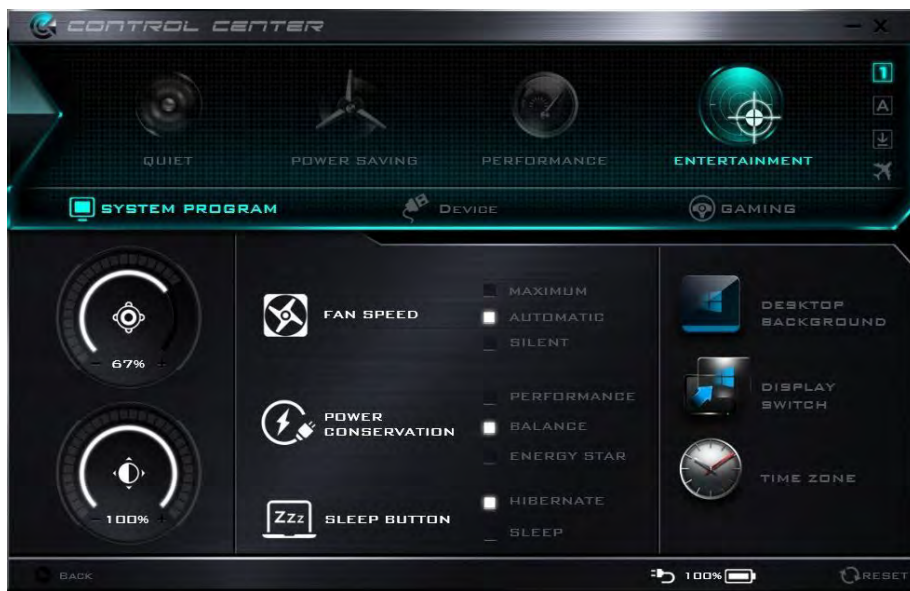 CONTROL CENTER
QUIET
POWER SAVING
PERFORMANCE
ENTERTAINMENT
1
A
SYSTEM PROGRAM
DEVICE
GAMING
67%
- +
FAN SPEED
MAXIMUM
AUTOMATIC
SILENT
DESKTOP
BACKGROUND
POWER
CONSERVATION
PERFORMANCE
BALANCE
ENERGY STAR
DISPLAY
SWITCH
100%
- +
Zzz
SLEEP BUTTON
HIBERNATE
SLEEP
TIME ZONE
BACK
100%
RESET